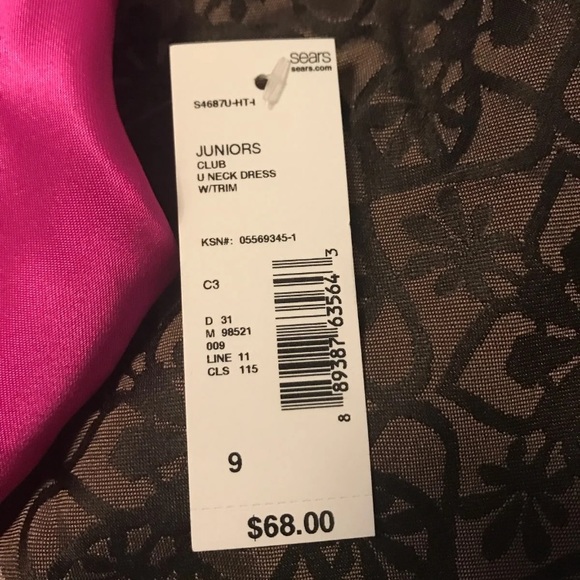 sears
sears.com
S4687U-HT-I
JUNIORS
CLUB
U NECK DRESS
W/TRIM
KSN#: 05569345-1
C3
D 31
M 98521
009
LINE 11
CLS 115
8 89387 63564 3
9
$68.00